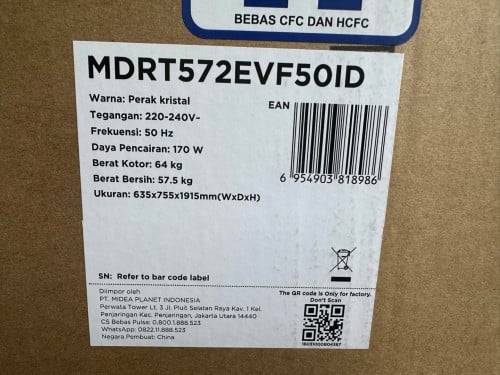 BEBAS CFC DAN HCFC
MDRT572EVF50ID
Warna: Perak kristal
Tegangan: 220-240V~
Frekuensi: 50 Hz
Daya Pencairan: 170 W
Berat Kotor: 64 kg
Berat Bersih: 57.5 kg
Ukuran: 635x755x1915mm(WxDxH)
EAN
6 954903 818986
SN: Refer to bar code label
Diimpor oleh:
PT. MIDEA PLANET INDONESIA
Perwata Tower Lt. 3 Jl. Pluit Selatan Raya Kav. 1 Kel.
Penjaringan Kec. Penjaringan, Jakarta Utara 14440
CS Bebas Pulsa: 0.800.1.888.523
WhatsApp: 0822.11.888.523
Negara Pembuat: China
The QR code is Only for factory.
Don't Scan
16031000B04387